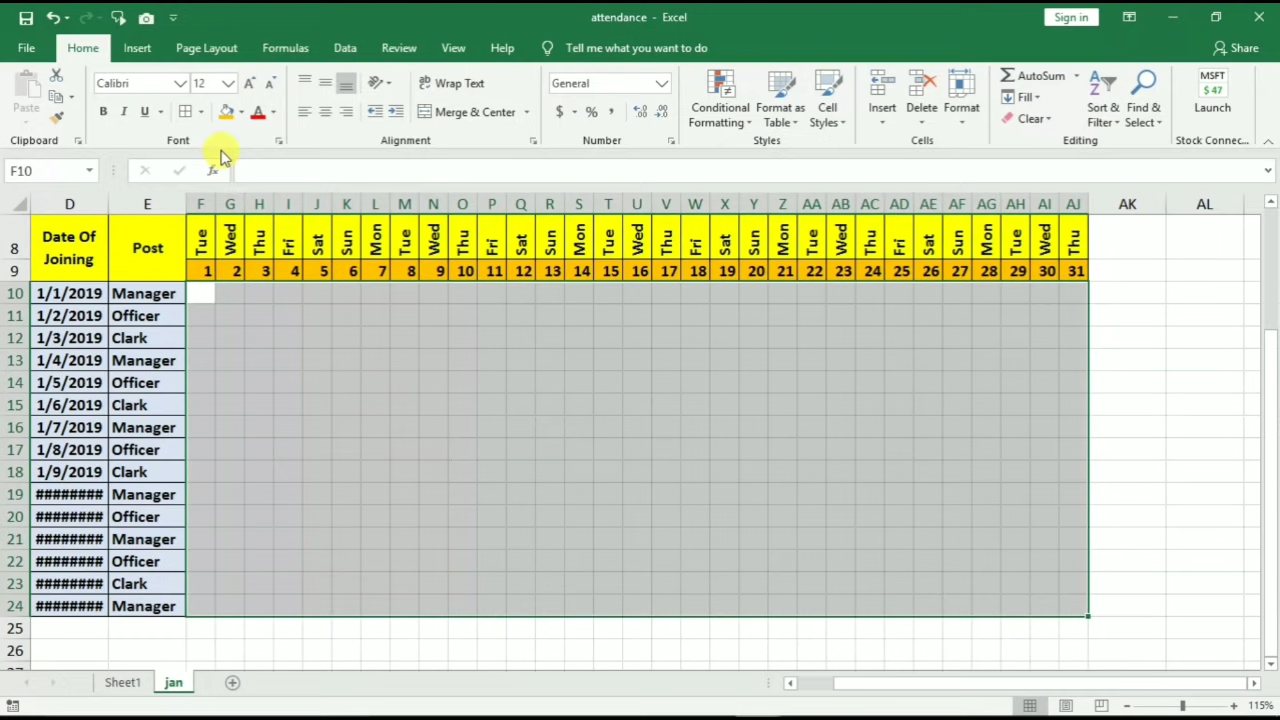 attendance - Excel
Sign in
File Home Insert Page Layout Formulas Data Review View Help Tell me what you want to do Share
Paste
Clipboard
Calibri 12
B I U
Font
Wrap Text
Merge & Center
Alignment
General
$ % ,
Number
Conditional Formatting
Format as Table
Cell Styles
Styles
Insert
Delete
Format
Cells
AutoSum
Fill
Clear
Sort & Filter
Find & Select
Editing
MSFT
$ 47
Launch
Stock Connec...
F10 fx
D E F G H I J K L M N O P Q R S T U V W X Y Z AA AB AC AD AE AF AG AH AI AJ AK AL
8 Date Of Joining Post Tue Wed Thu Fri Sat Sun Mon Tue Wed Thu Fri Sat Sun Mon Tue Wed Thu Fri Sat Sun Mon Tue Wed Thu Fri Sat Sun Mon Tue Wed Thu
9 1 2 3 4 5 6 7 8 9 10 11 12 13 14 15 16 17 18 19 20 21 22 23 24 25 26 27 28 29 30 31
10 1/1/2019 Manager
11 1/2/2019 Officer
12 1/3/2019 Clark
13 1/4/2019 Manager
14 1/5/2019 Officer
15 1/6/2019 Clark
16 1/7/2019 Manager
17 1/8/2019 Officer
18 1/9/2019 Clark
19 ######## Manager
20 ######## Officer
21 ######## Manager
22 ######## Officer
23 ######## Clark
24 ######## Manager
25
26
Sheet1 jan
115%